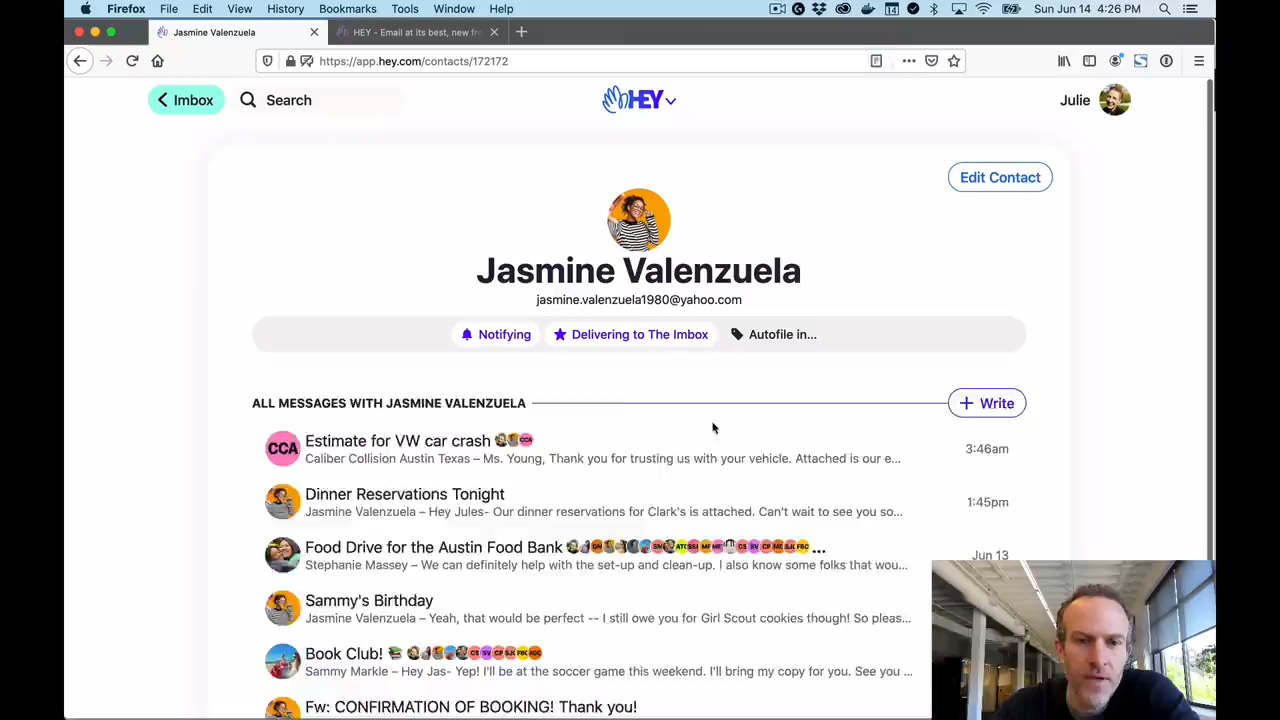 Firefox File Edit View History Bookmarks Tools Window Help 14 Sun Jun 14 4:26 PM
Jasmine Valenzuela HEY - Email at its best, new fr
https://app.hey.com/contacts/172172
Imbox Search HEY Julie
Edit Contact
Jasmine Valenzuela
jasmine.valenzuela1980@yahoo.com
Notifying Delivering to The Imbox Autofile in...
ALL MESSAGES WITH JASMINE VALENZUELA Write
CCA Estimate for VW car crash CCA
Caliber Collision Austin Texas – Ms. Young, Thank you for trusting us with your vehicle. Attached is our e... 3:46am
Dinner Reservations Tonight
Jasmine Valenzuela – Hey Jules- Our dinner reservations for Clark's is attached. Can't wait to see you so... 1:45pm
Food Drive for the Austin Food Bank ...
Stephanie Massey – We can definitely help with the set-up and clean-up. I also know some folks that wou... Jun 13
Sammy's Birthday
Jasmine Valenzuela – Yeah, that would be perfect -- I still owe you for Girl Scout cookies though! So pleas...
Book Club!
Sammy Markle – Hey Jas- Yep! I'll be at the soccer game this weekend. I'll bring my copy for you. See you ...
Fw: CONFIRMATION OF BOOKING! Thank you!